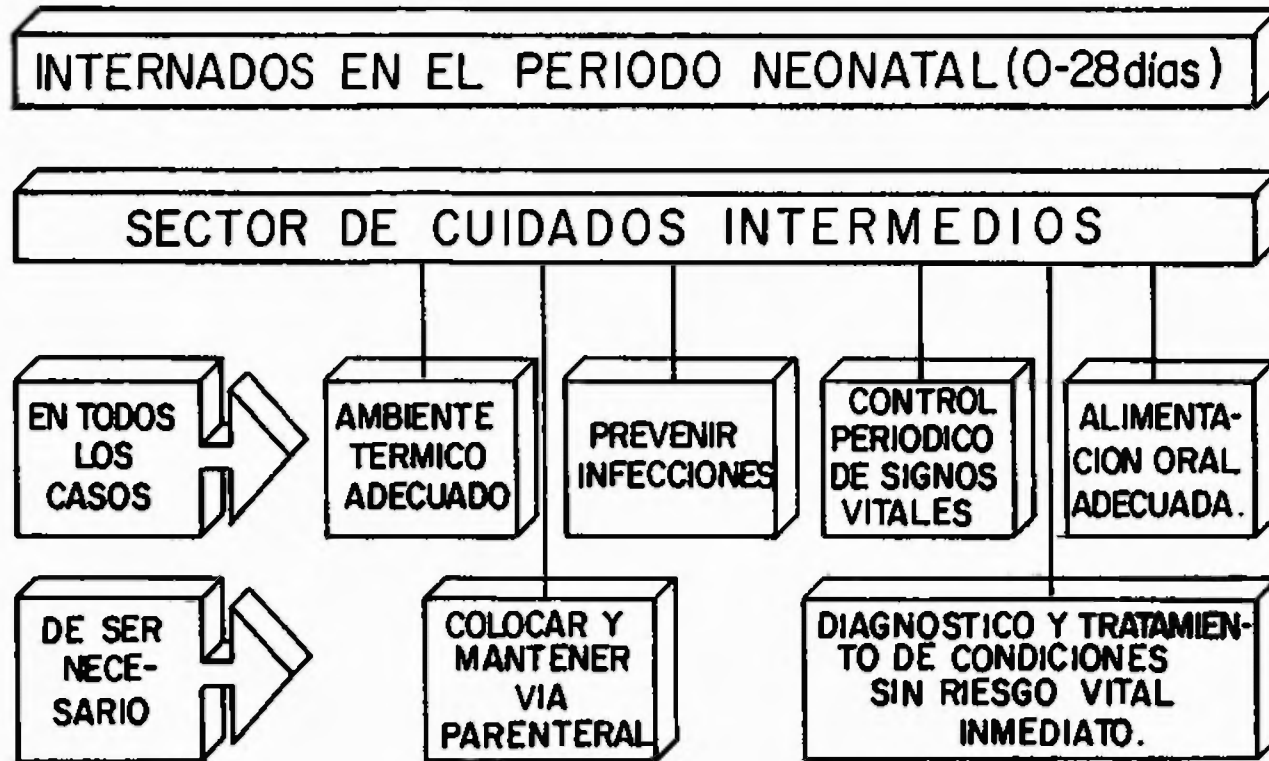 INTERNADOS EN EL PERIODO NEONATAL (0-28 días)
SECTOR DE CUIDADOS INTERMEDIOS
EN TODOS
LOS
CASOS
AMBIENTE
TERMICO
ADECUADO
PREVENIR
INFECCIONES
CONTROL
PERIODICO
DE SIGNOS
VITALES
ALIMENTA-
CION ORAL
ADECUADA.
DE SER
NECE-
SARIO
COLOCAR Y
MANTENER
VIA
PARENTERAL
DIAGNOSTICO Y TRATAMIEN-
TO DE CONDICIONES
SIN RIESGO VITAL
INMEDIATO.